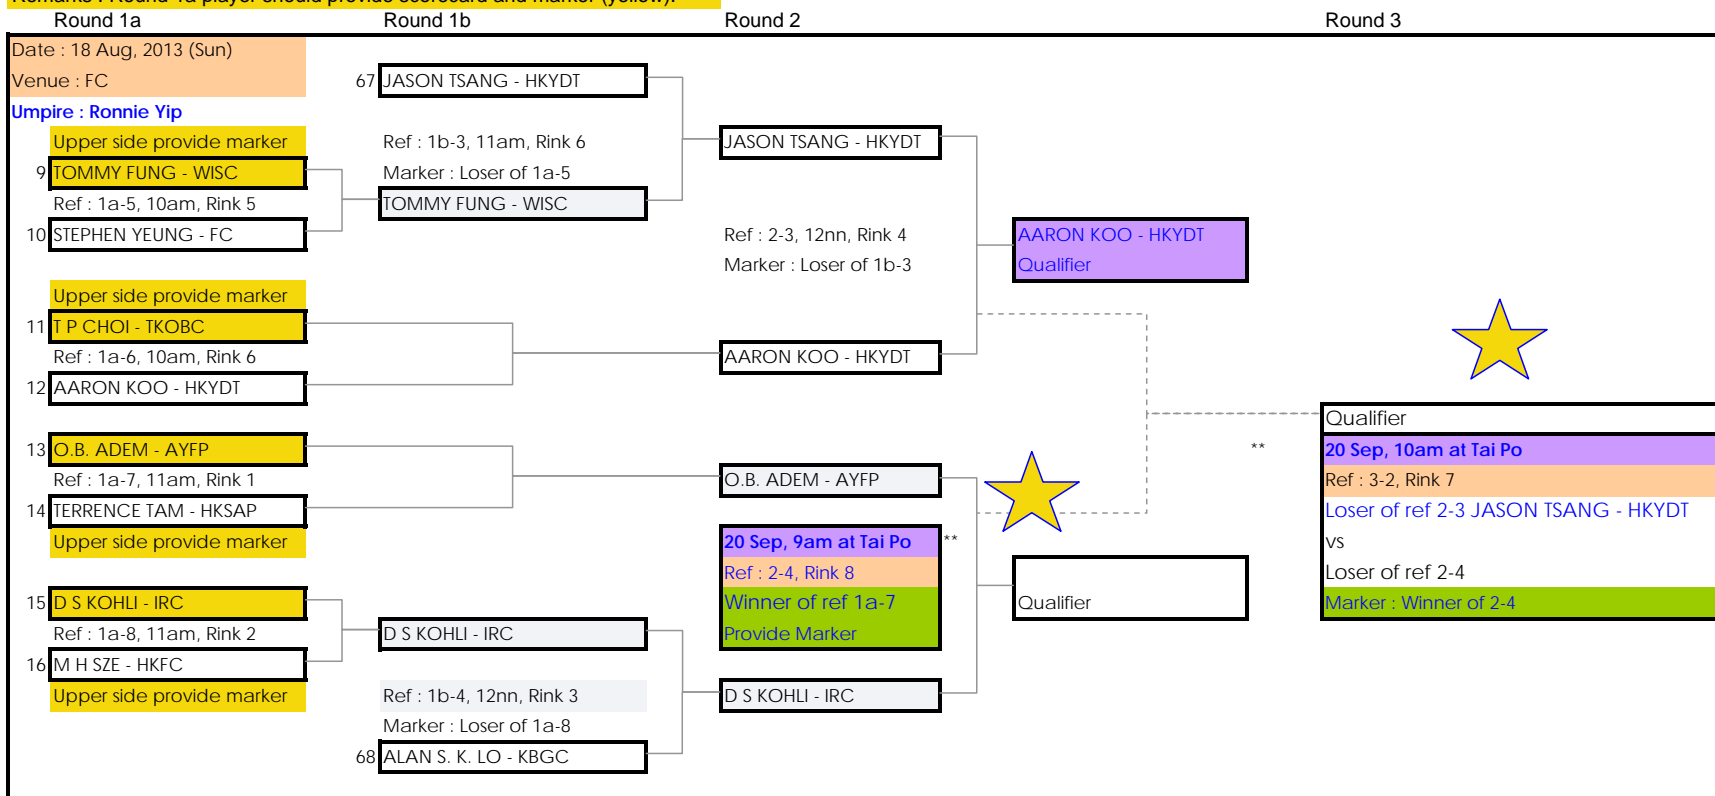 Remarks : Round 1a player should provide scorecard and marker (yellow).
Round 1a
Round 1b
Round 2
Round 3
Date : 18 Aug, 2013 (Sun)
Venue : FC
67 JASON TSANG - HKYDT
Umpire : Ronnie Yip
Upper side provide marker
Ref : 1b-3, 11am, Rink 6
JASON TSANG - HKYDT
9 TOMMY FUNG - WISC
Marker : Loser of 1a-5
Ref : 1a-5, 10am, Rink 5
TOMMY FUNG - WISC
10 STEPHEN YEUNG - FC
Ref : 2-3, 12nn, Rink 4
AARON KOO - HKYDT
Marker : Loser of 1b-3
Qualifier
Upper side provide marker
11 T P CHOI - TKOBC
Ref : 1a-6, 10am, Rink 6
AARON KOO - HKYDT
12 AARON KOO - HKYDT
Qualifier
13 O.B. ADEM - AYFP
**
20 Sep, 10am at Tai Po
Ref : 1a-7, 11am, Rink 1
O.B. ADEM - AYFP
Ref : 3-2, Rink 7
14 TERRENCE TAM - HKSAP
Loser of ref 2-3 JASON TSANG - HKYDT
Upper side provide marker
20 Sep, 9am at Tai Po
**
vs
Ref : 2-4, Rink 8
Loser of ref 2-4
15 D S KOHLI - IRC
Winner of ref 1a-7
Qualifier
Marker : Winner of 2-4
Ref : 1a-8, 11am, Rink 2
D S KOHLI - IRC
Provide Marker
16 M H SZE - HKFC
Upper side provide marker
Ref : 1b-4, 12nn, Rink 3
D S KOHLI - IRC
Marker : Loser of 1a-8
68 ALAN S. K. LO - KBGC